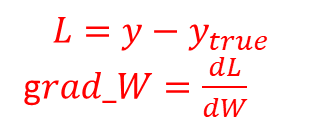 L = y − y_true
grad_W = dL/dW